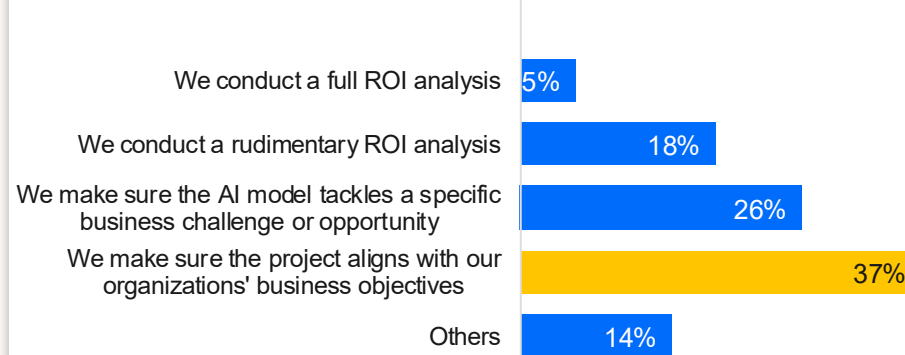 We conduct a full ROI analysis
5%
We conduct a rudimentary ROI analysis
18%
We make sure the AI model tackles a specific
business challenge or opportunity
26%
We make sure the project aligns with our
organizations' business objectives
37%
Others
14%